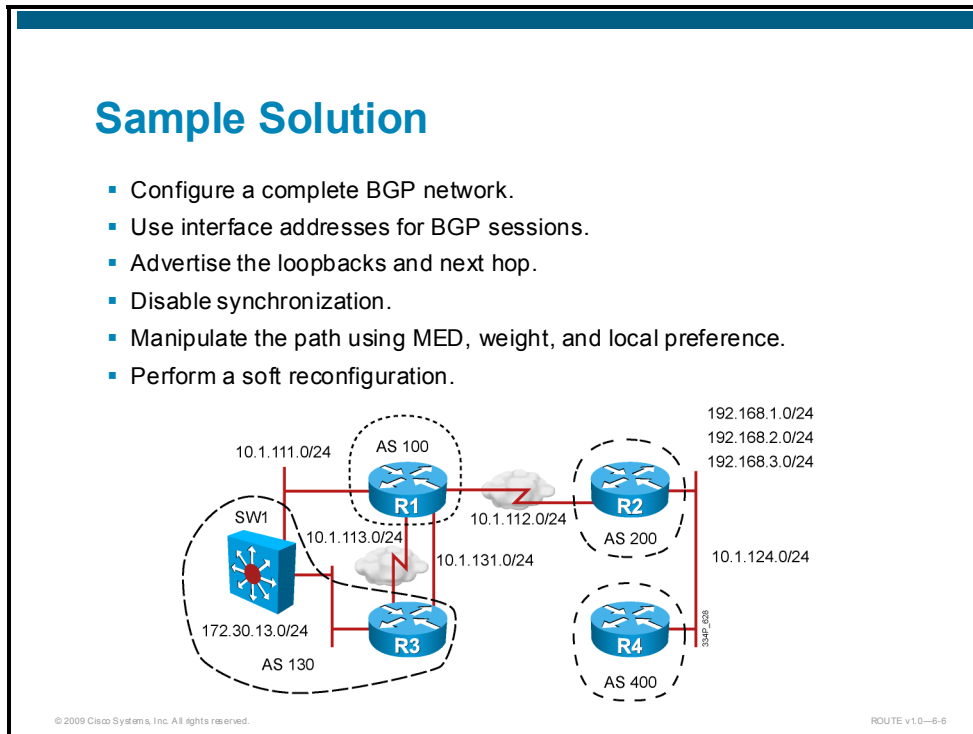 Sample Solution
Configure a complete BGP network.
Use interface addresses for BGP sessions.
Advertise the loopbacks and next hop.
Disable synchronization.
Manipulate the path using MED, weight, and local preference.
Perform a soft reconfiguration.
192.168.1.0/24
192.168.2.0/24
192.168.3.0/24
10.1.111.0/24
AS 100
R1
R2
10.1.112.0/24
AS 200
SW1
10.1.113.0/24
10.1.131.0/24
10.1.124.0/24
172.30.13.0/24
R3
R4
AS 130
AS 400
334P_628
© 2009 Cisco Systems, Inc. All rights reserved.
ROUTE v1.0—6-6